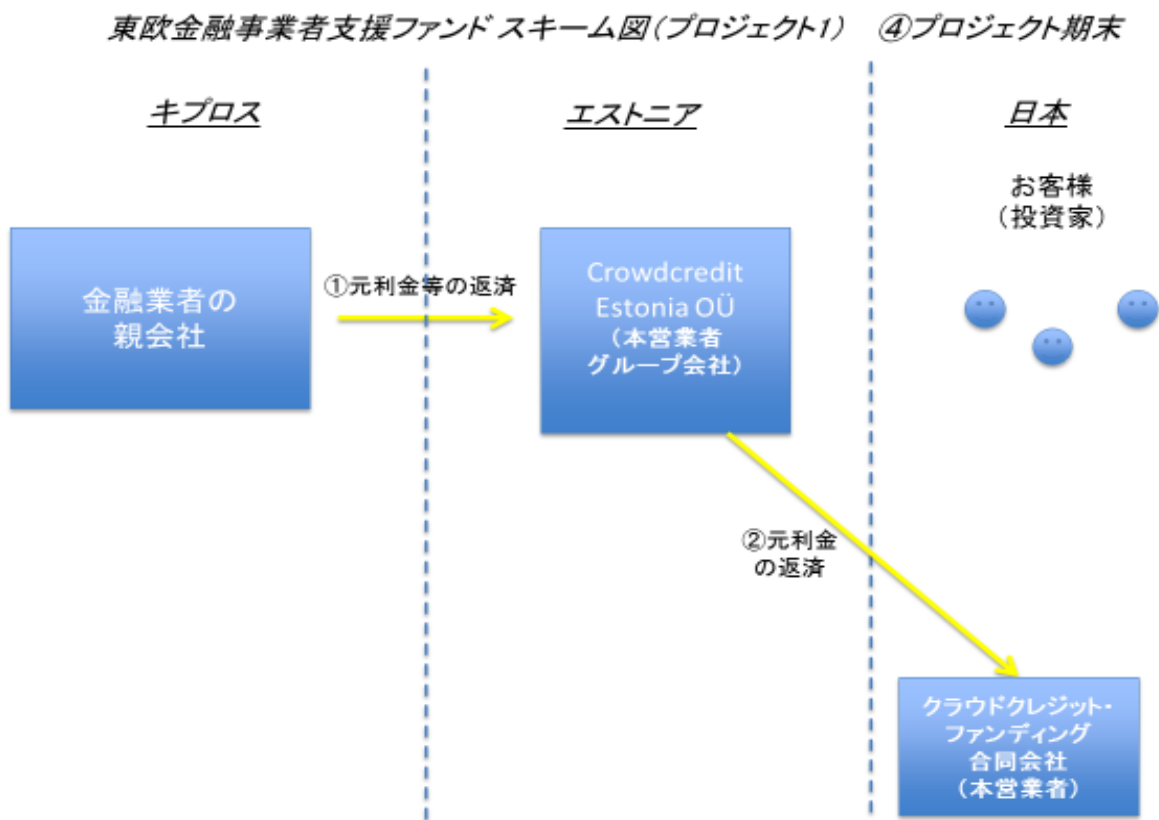 東欧金融事業者支援ファンド スキーム図(プロジェクト1) ④プロジェクト期末
キプロス
エストニア
日本
お客様
(投資家)
金融業者の
親会社
①元利金等の返済
Crowdcredit
Estonia OÜ
(本営業者
グループ会社)
②元利金
の返済
クラウドクレジット・
ファンディング
合同会社
(本営業者)